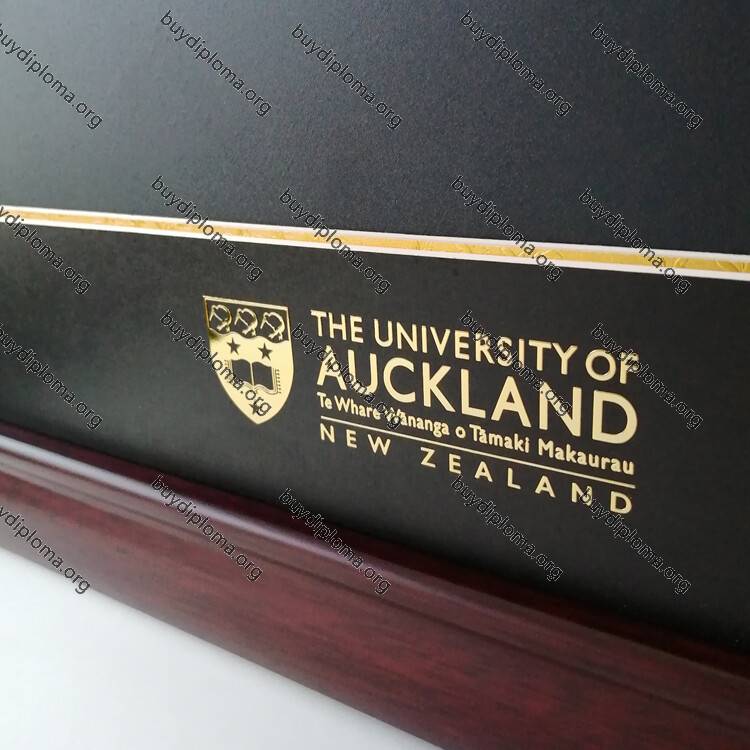 buydiploma.org
THE UNIVERSITY OF
AUCKLAND
Te Whare Wānanga o Tāmaki Makaurau
NEW ZEALAND